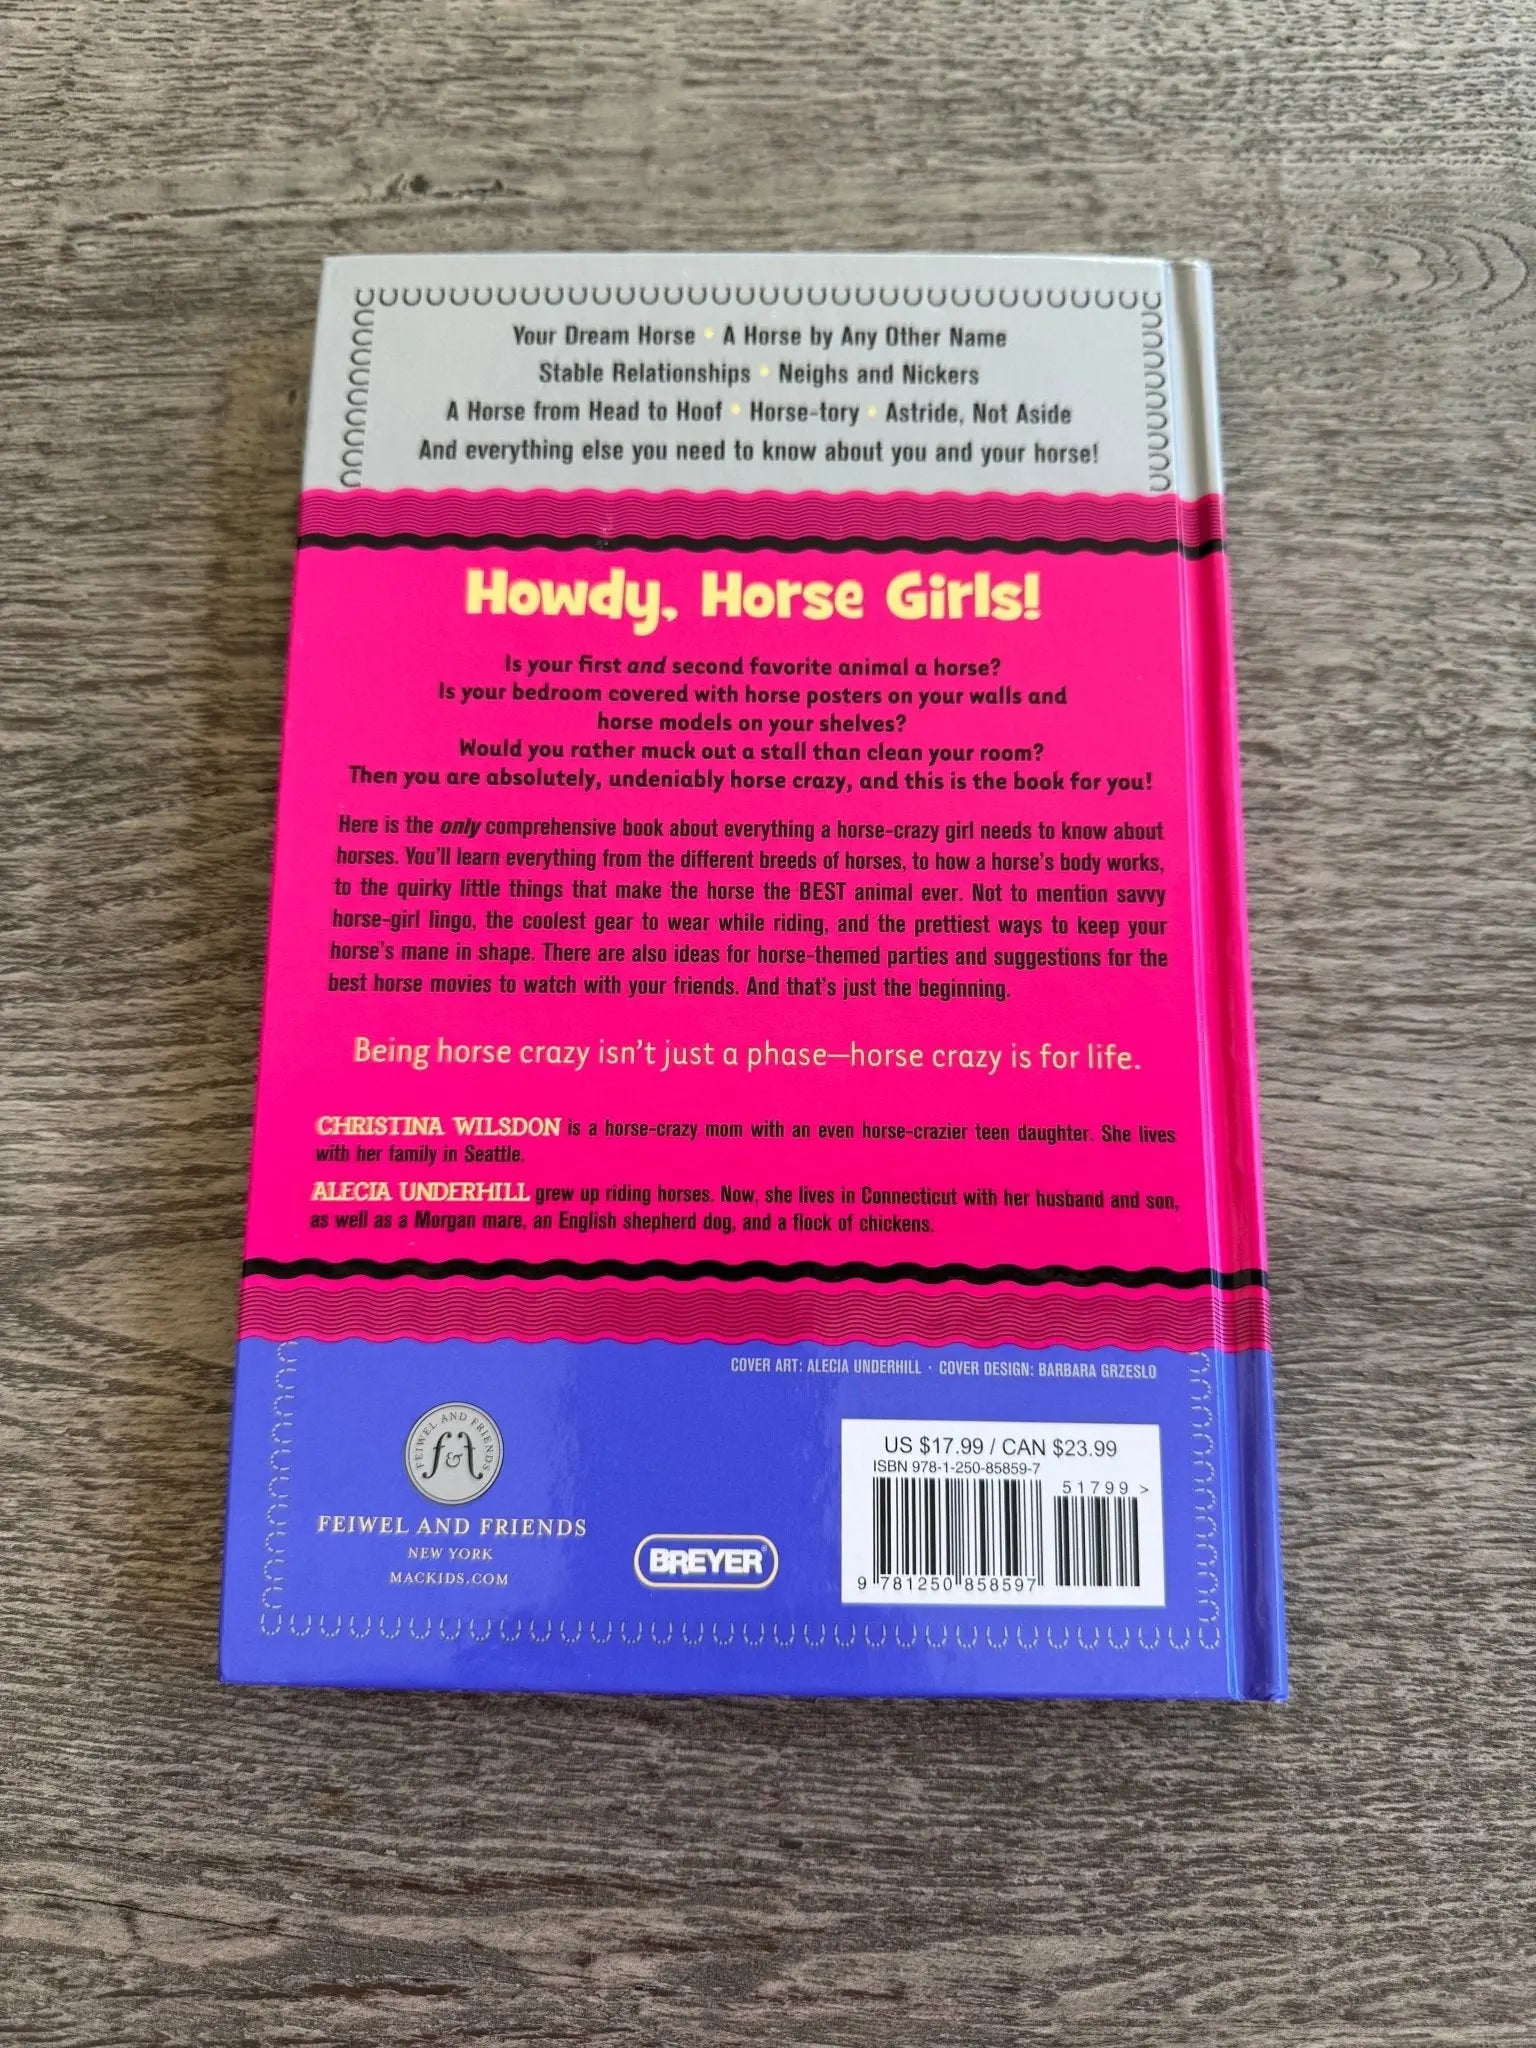 Your Dream Horse • A Horse by Any Other Name
Stable Relationships • Neighs and Nickers
A Horse from Head to Hoof • Horse-tory • Astride, Not Aside
And everything else you need to know about you and your horse!
Howdy, Horse Girls!
Is your first and second favorite animal a horse?
Is your bedroom covered with horse posters on your walls and
horse models on your shelves?
Would you rather muck out a stall than clean your room?
Then you are absolutely, undeniably horse crazy, and this is the book for you!
Here is the only comprehensive book about everything a horse-crazy girl needs to know about
horses. You'll learn everything from the different breeds of horses, to how a horse's body works,
to the quirky little things that make the horse the BEST animal ever. Not to mention savvy
horse-girl lingo, the coolest gear to wear while riding, and the prettiest ways to keep your
horse's mane in shape. There are also ideas for horse-themed parties and suggestions for the
best horse movies to watch with your friends. And that's just the beginning.
Being horse crazy isn't just a phase—horse crazy is for life.
CHRISTINA WILSDON is a horse-crazy mom with an even horse-crazier teen daughter. She lives
with her family in Seattle.
ALECIA UNDERHILL grew up riding horses. Now, she lives in Connecticut with her husband and son,
as well as a Morgan mare, an English shepherd dog, and a flock of chickens.
COVER ART: ALECIA UNDERHILL · COVER DESIGN: BARBARA GRZESLO
FEIWEL AND FRIENDS
f&f
FEIWEL AND FRIENDS
NEW YORK
MACKIDS.COM
BREYER®
US $17.99 / CAN $23.99
ISBN 978-1-250-85859-7
51799 >
9 781250 858597